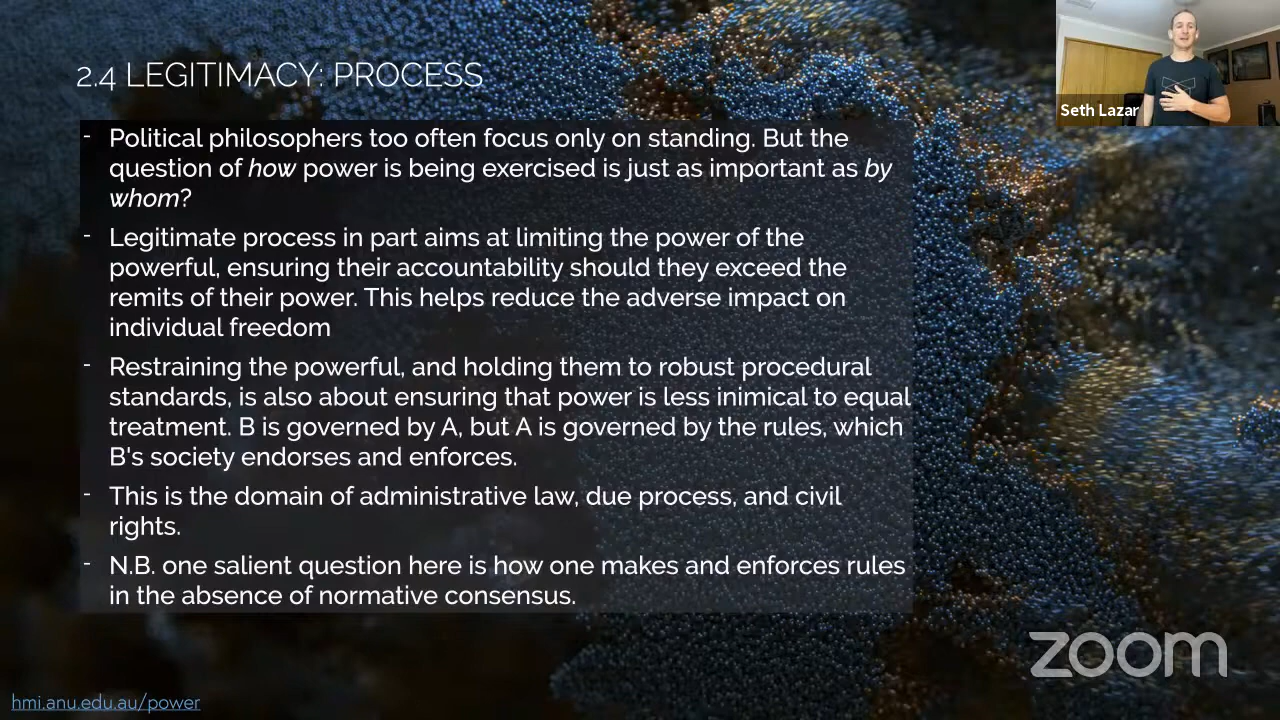 2.4 LEGITIMACY: PROCESS
Seth Lazar
- Political philosophers too often focus only on standing. But the
question of how power is being exercised is just as important as by
whom?
- Legitimate process in part aims at limiting the power of the
powerful, ensuring their accountability should they exceed the
remits of their power. This helps reduce the adverse impact on
individual freedom
- Restraining the powerful, and holding them to robust procedural
standards, is also about ensuring that power is less inimical to equal
treatment. B is governed by A, but A is governed by the rules, which
B's society endorses and enforces.
- This is the domain of administrative law, due process, and civil
rights.
- N.B. one salient question here is how one makes and enforces rules
in the absence of normative consensus.
zoom
hmi.anu.edu.au/power